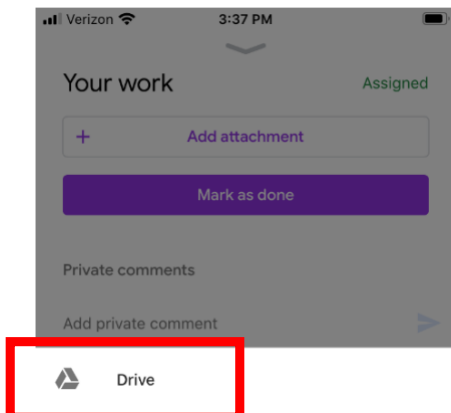 Verizon 3:37 PM
Your work Assigned
+ Add attachment
Mark as done
Private comments
Add private comment
Drive